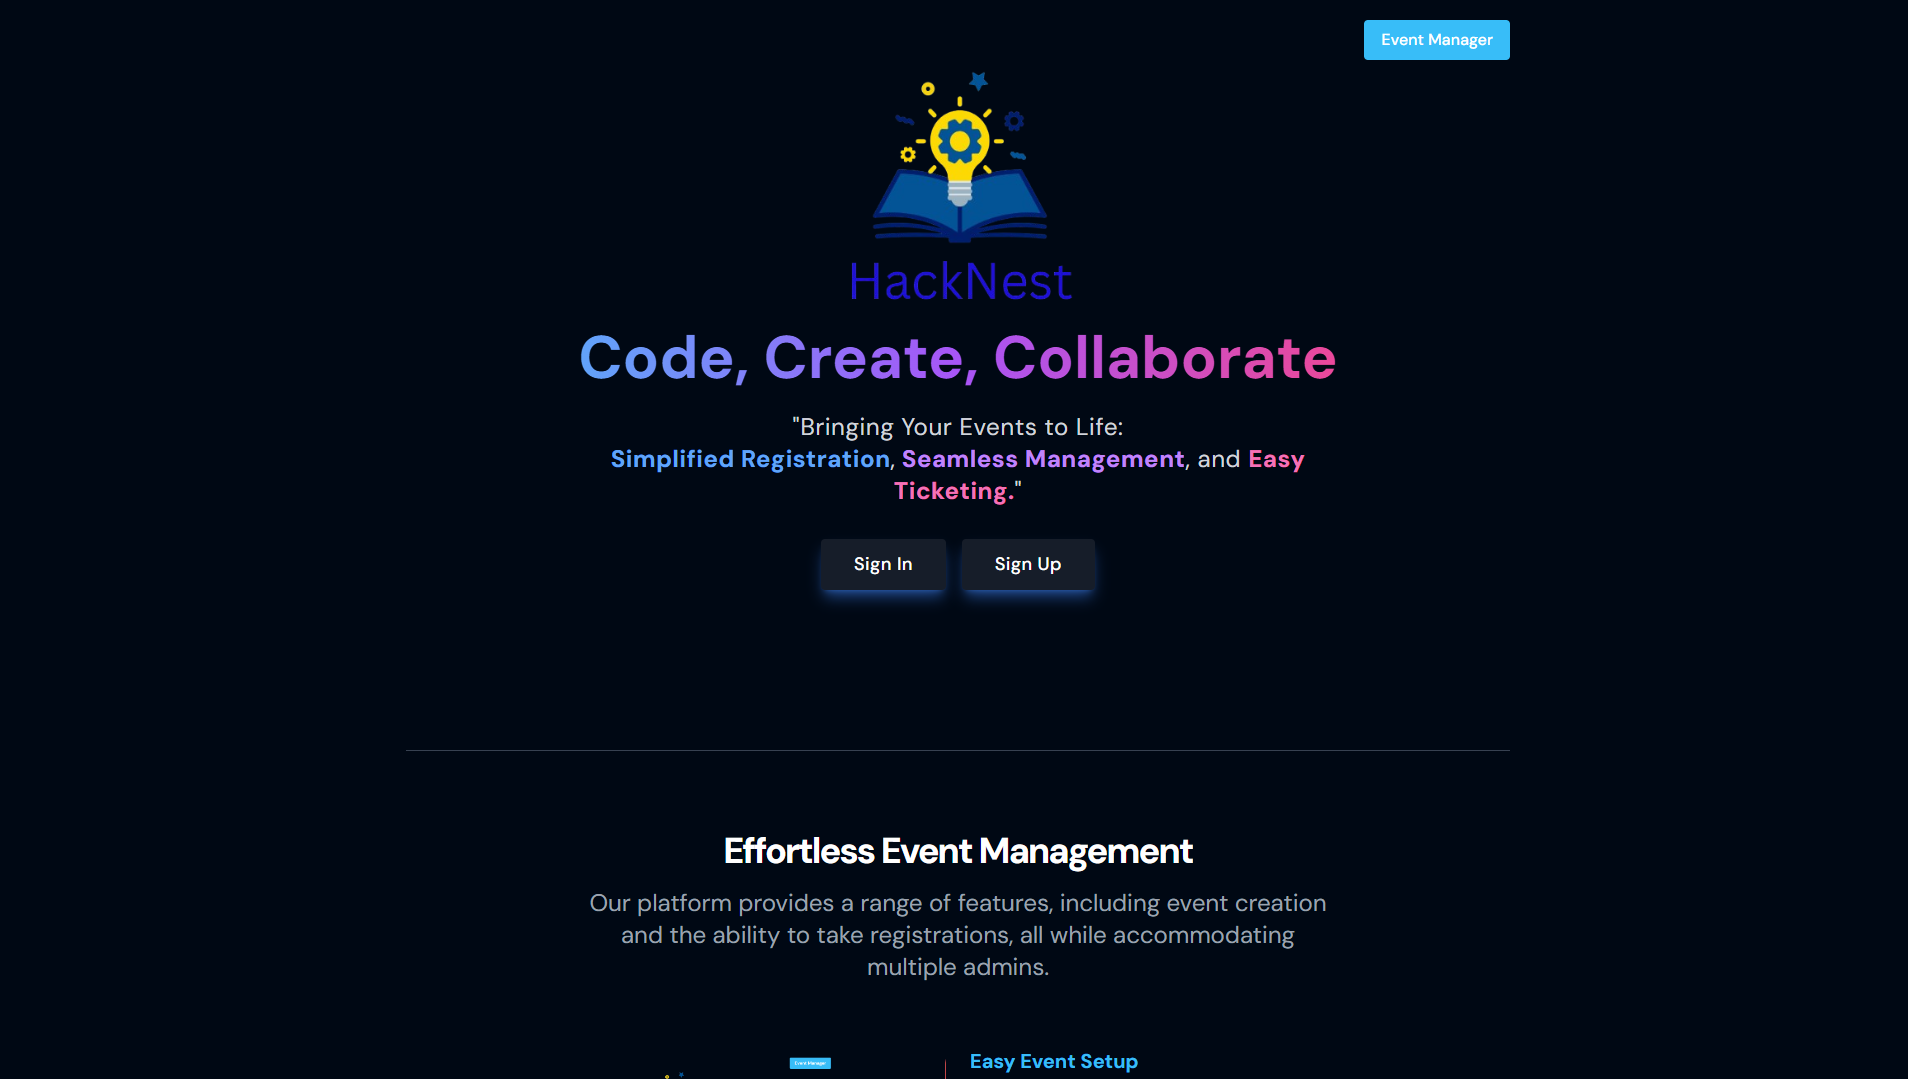 Event Manager
HackNest
Code, Create, Collaborate
"Bringing Your Events to Life:
Simplified Registration, Seamless Management, and Easy
Ticketing."
Sign In
Sign Up
Effortless Event Management
Our platform provides a range of features, including event creation
and the ability to take registrations, all while accommodating
multiple admins.
Event Manager
Easy Event Setup